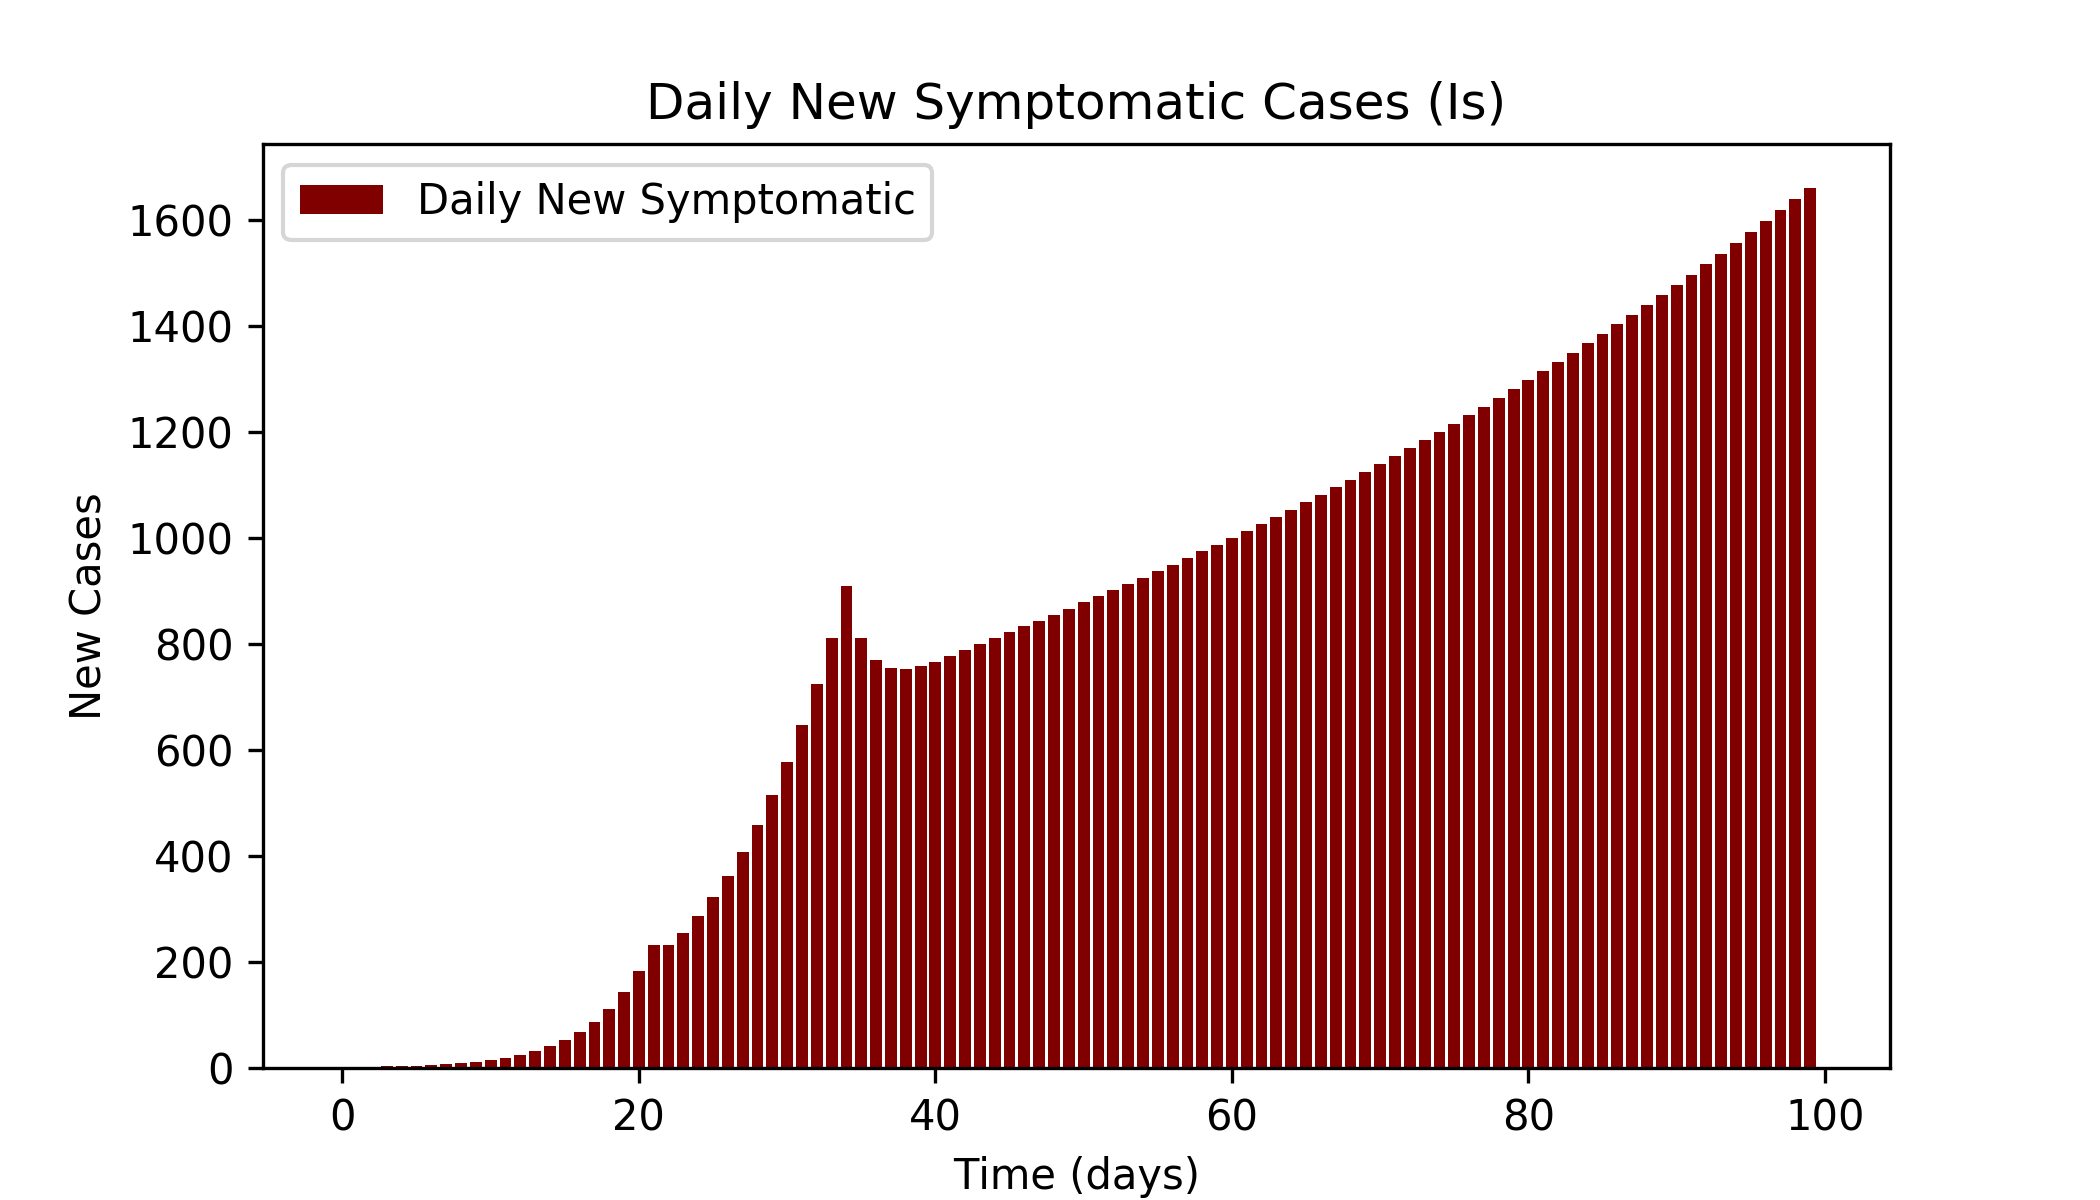 Daily New Symptomatic Cases (Is)
Daily New Symptomatic
1600
1400
1200
1000
800
600
400
200
0
New Cases
0 20 40 60 80 100
Time (days)